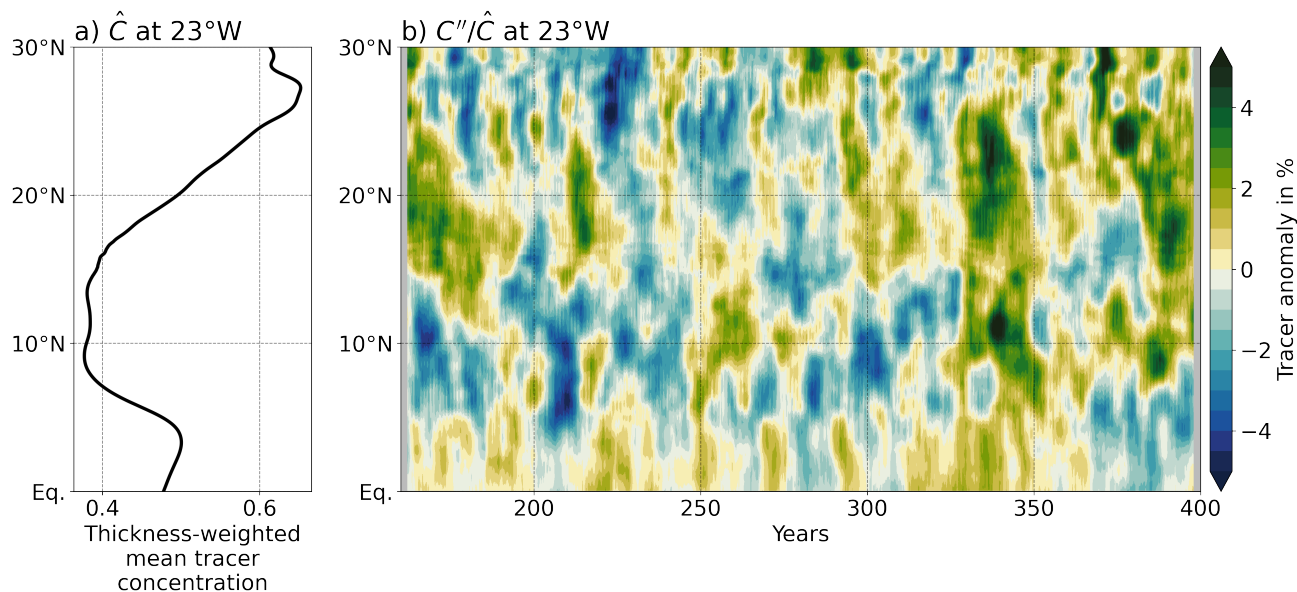 a) Ĉ at 23°W
30°N
20°N
10°N
Eq.
0.4 0.6
Thickness-weighted
mean tracer
concentration
b) C″/Ĉ at 23°W
30°N
20°N
10°N
Eq.
200 250 300 350 400
Years
4
2
0
−2
−4
Tracer anomaly in %